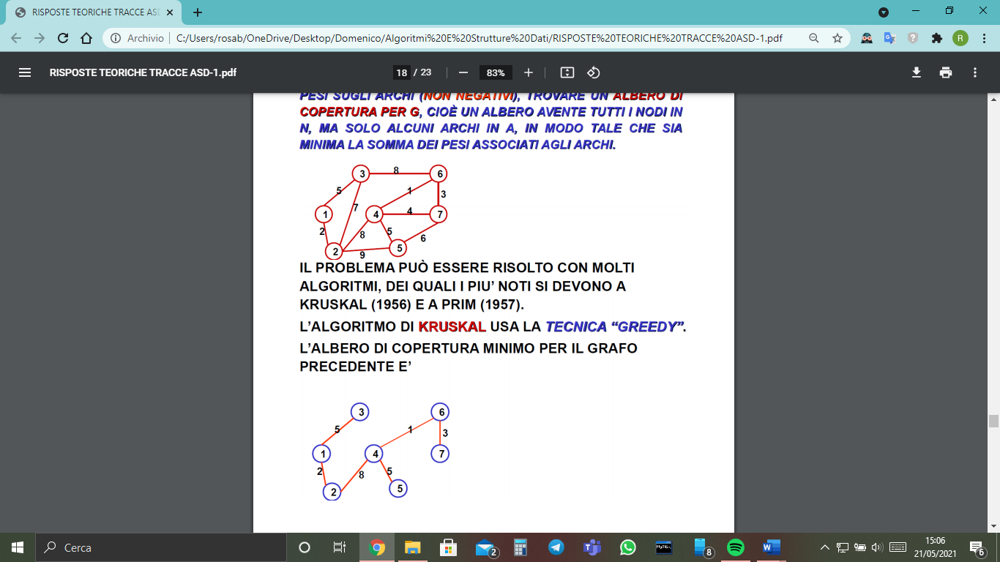 RISPOSTE TEORICHE TRACCE ASD
Archivio
C:/Users/rosab/OneDrive/Desktop/Domenico/Algoritmi%20E%20Strutture%20Dati/RISPOSTE%20TEORICHE%20TRACCE%20ASD-1.pdf
R
RISPOSTE TEORICHE TRACCE ASD-1.pdf
18 / 23
83%
PESI SUGLI ARCHI (NON NEGATIVI), TROVARE UN ALBERO DI
COPERTURA PER G, CIOÈ UN ALBERO AVENTE TUTTI I NODI IN
N, MA SOLO ALCUNI ARCHI IN A, IN MODO TALE CHE SIA
MINIMA LA SOMMA DEI PESI ASSOCIATI AGLI ARCHI.
3 8 6
5 1 3
7
1 4 4 7
2 8 5 6
2 9 5
IL PROBLEMA PUÒ ESSERE RISOLTO CON MOLTI
ALGORITMI, DEI QUALI I PIU’ NOTI SI DEVONO A
KRUSKAL (1956) E A PRIM (1957).
L’ALGORITMO DI KRUSKAL USA LA TECNICA “GREEDY”.
L’ALBERO DI COPERTURA MINIMO PER IL GRAFO
PRECEDENTE E’
3 6
5 1 3
1 4 7
2 8 5
2 5
Cerca
2
MySQL
8
15:06
21/05/2021
6